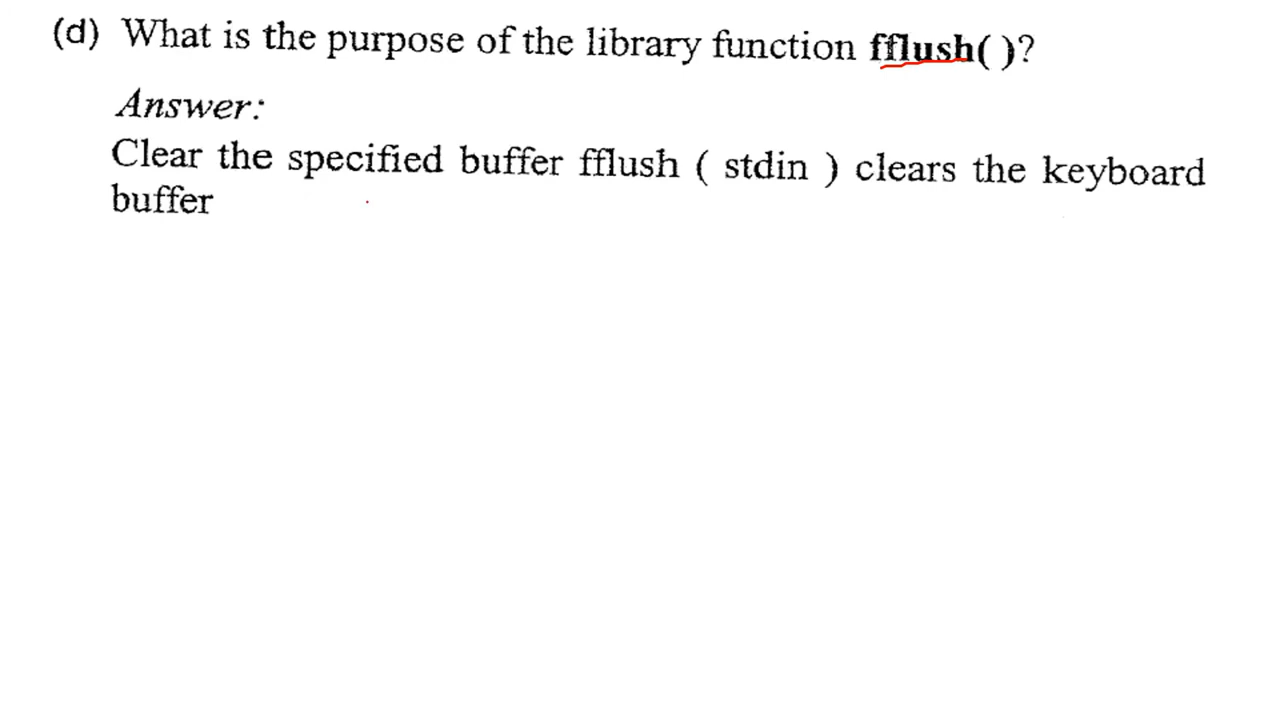 (d) What is the purpose of the library function fflush( )?
Answer:
Clear the specified buffer fflush ( stdin ) clears the keyboard
buffer